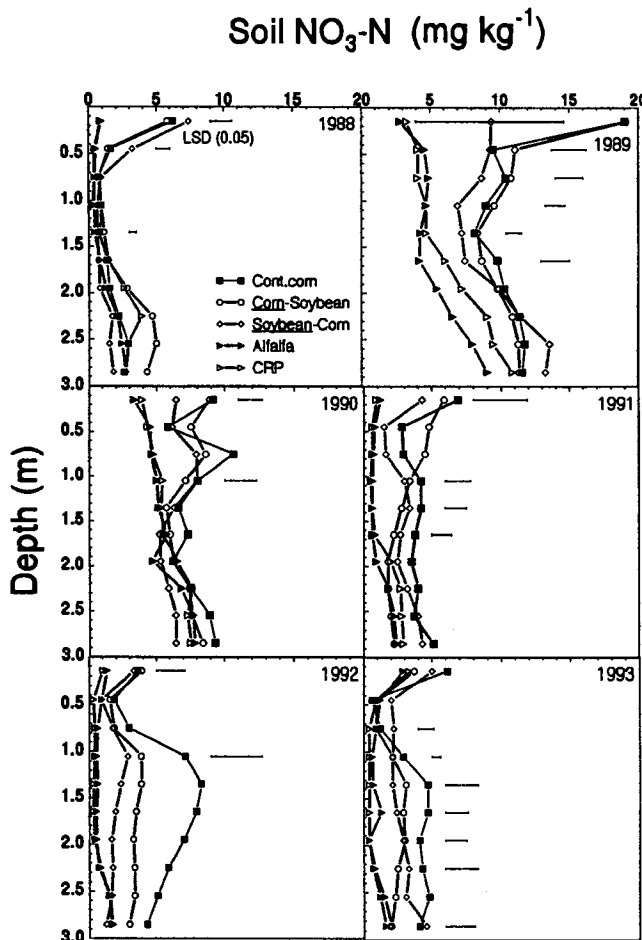 Soil NO₃-N (mg kg⁻¹)
0 5 10 15 20 5 10 15 20
LSD (0.05)
1988
1989
0.5
1.0
1.5
2.0
2.5
3.0
Cont.corn
Corn-Soybean
Soybean-Corn
Alfalfa
CRP
Depth (m)
1990
1991
0.5
1.0
1.5
2.0
2.5
3.0
1992
1993
0.5
1.0
1.5
2.0
2.5
3.0